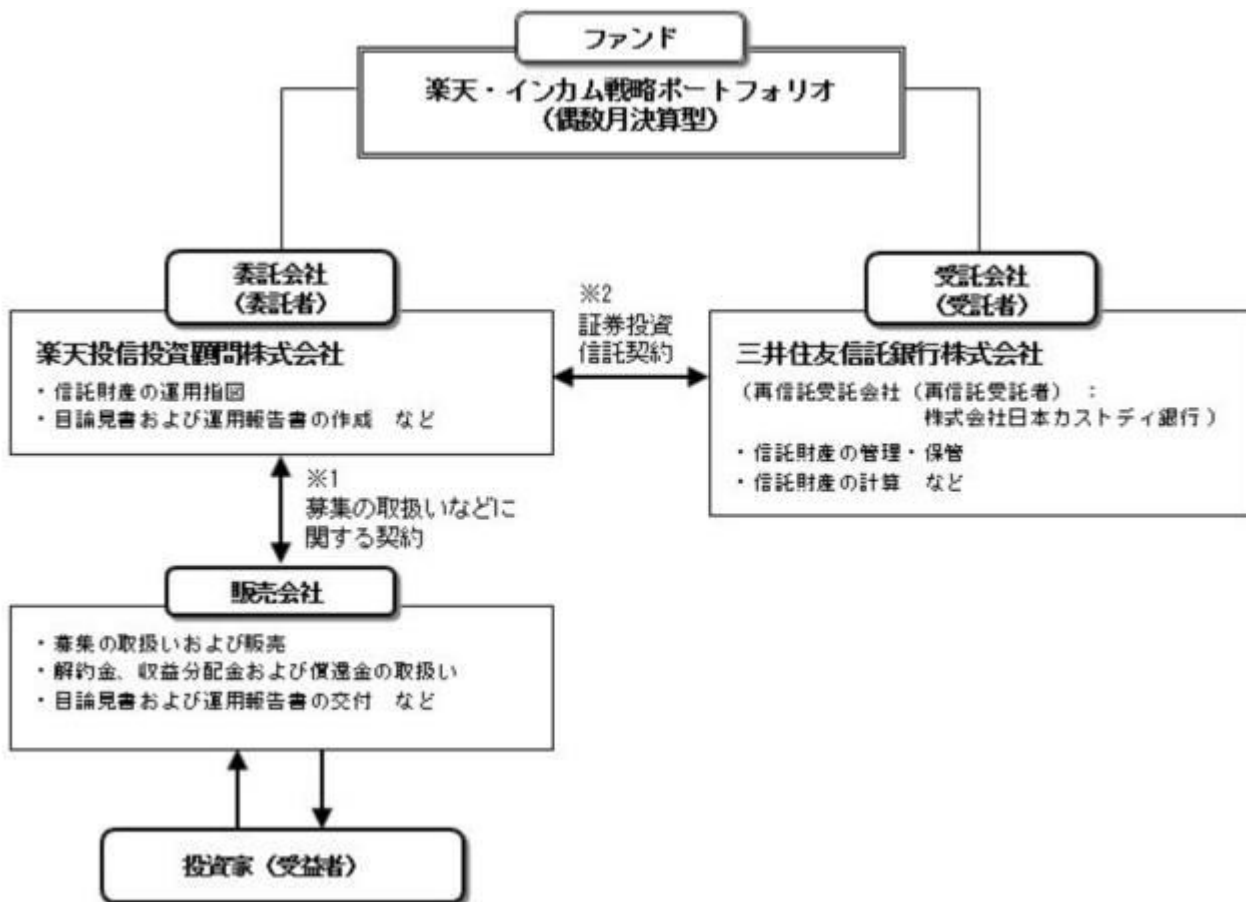 ファンド
楽天・インカム戦略ポートフォリオ
（偶数月決算型）
委託会社
（委託者）
楽天投信投資顧問株式会社
・信託財産の運用指図
・目論見書および運用報告書の作成　など
※2
証券投資
信託契約
受託会社
（受託者）
三井住友信託銀行株式会社
（再信託受託会社（再信託受託者）：
株式会社日本カストディ銀行）
・信託財産の管理・保管
・信託財産の計算　など
※1
募集の取扱いなどに
関する契約
販売会社
・募集の取扱いおよび販売
・解約金、収益分配金および償還金の取扱い
・目論見書および運用報告書の交付　など
投資家（受益者）